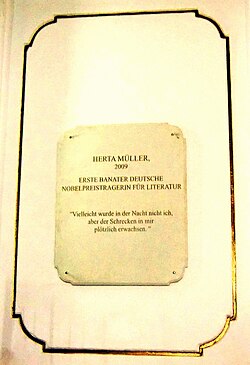 HERTA MÜLLER,
2009
ERSTE BANATER DEUTSCHE
NOBELPREISTRAGERIN FÜR LITERATUR
"Vielleicht wurde in der Nacht nicht ich,
aber der Schrecken in mir
plötzlich erwachsen. "